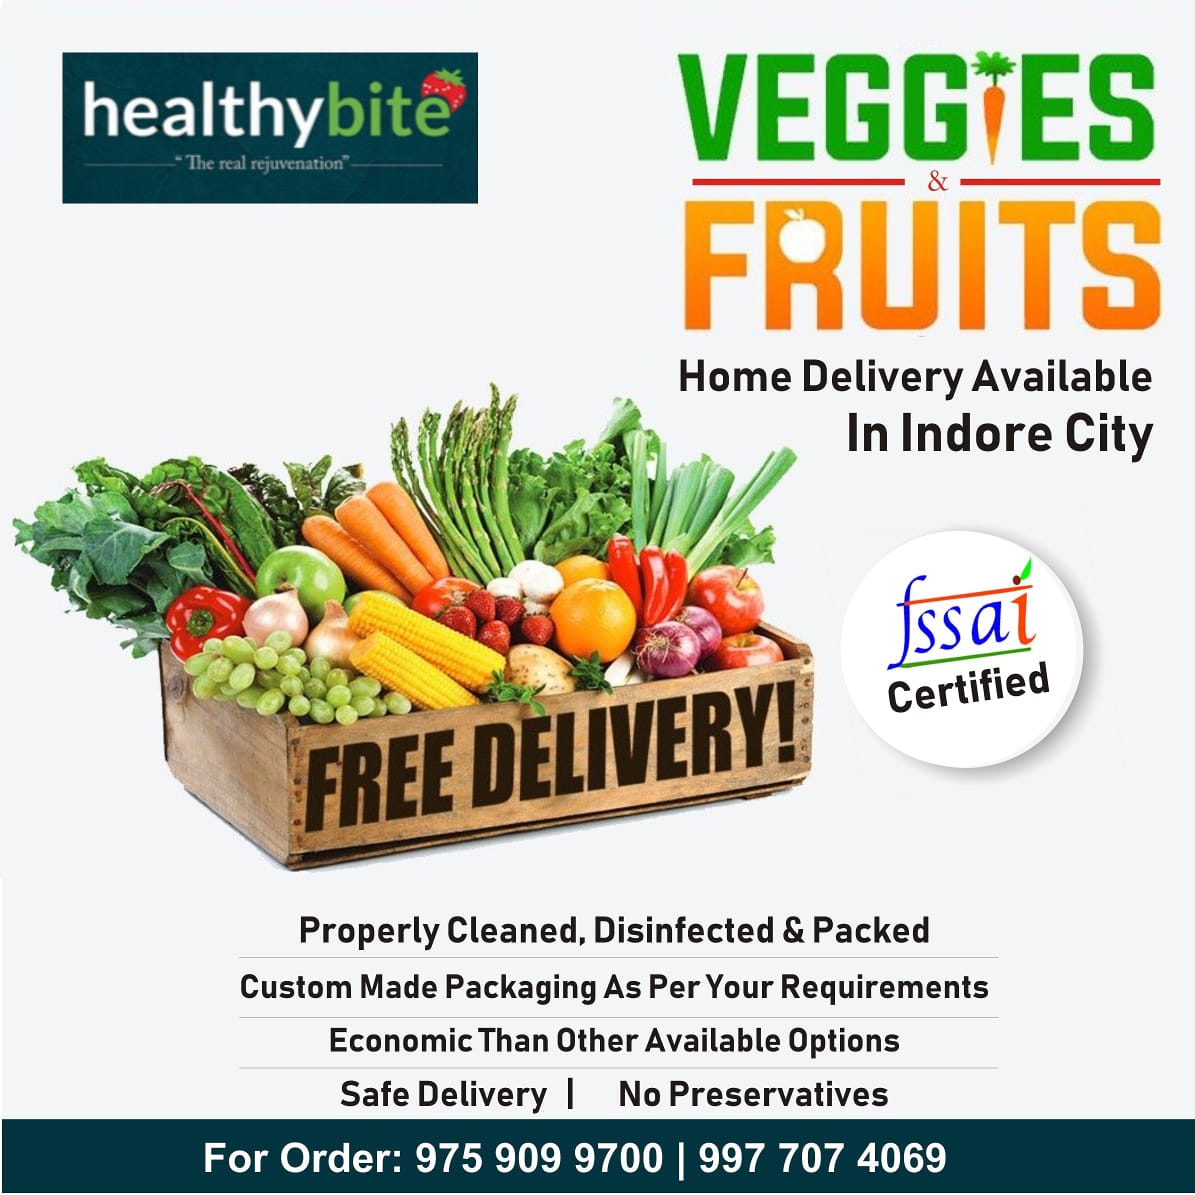 healthybite
“The real rejuvenation”
VEGGIES
&
FRUITS
Home Delivery Available
In Indore City
fssai
Certified
FREE DELIVERY!
Properly Cleaned, Disinfected & Packed
Custom Made Packaging As Per Your Requirements
Economic Than Other Available Options
Safe Delivery | No Preservatives
For Order: 975 909 9700 | 997 707 4069